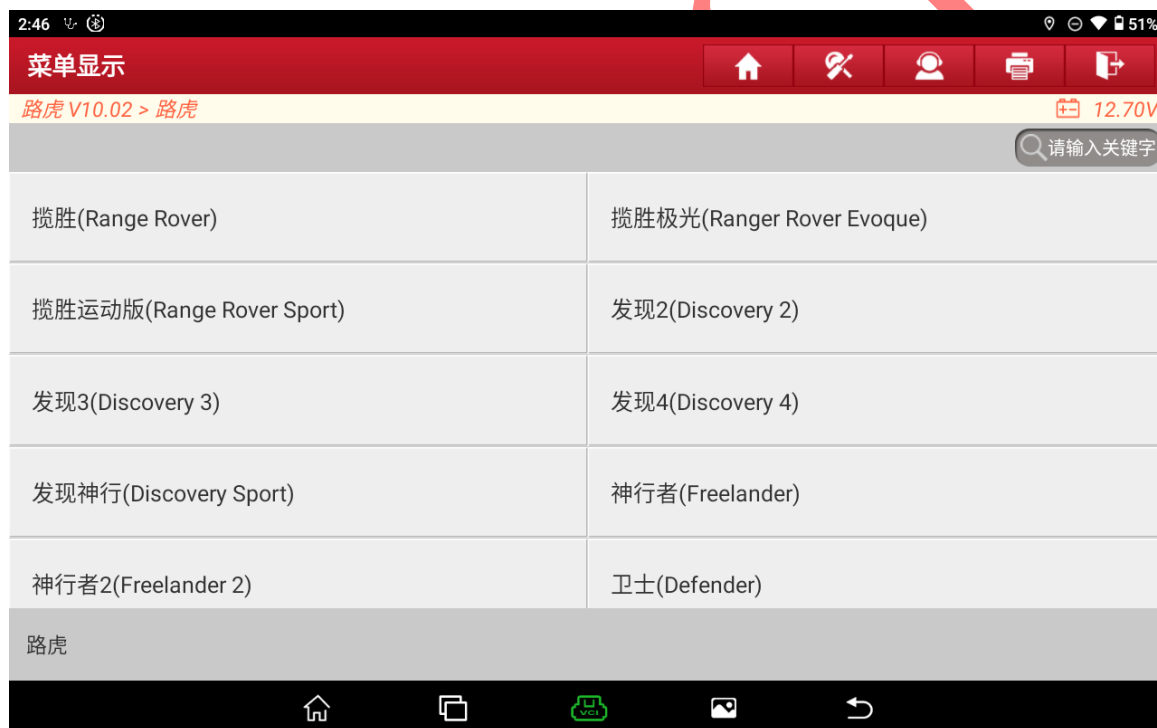 2:46 51%
菜单显示
路虎 V10.02 > 路虎 12.70V
请输入关键字
揽胜(Range Rover) 揽胜极光(Ranger Rover Evoque)
揽胜运动版(Range Rover Sport) 发现2(Discovery 2)
发现3(Discovery 3) 发现4(Discovery 4)
发现神行(Discovery Sport) 神行者(Freelander)
神行者2(Freelander 2) 卫士(Defender)
路虎
VCI